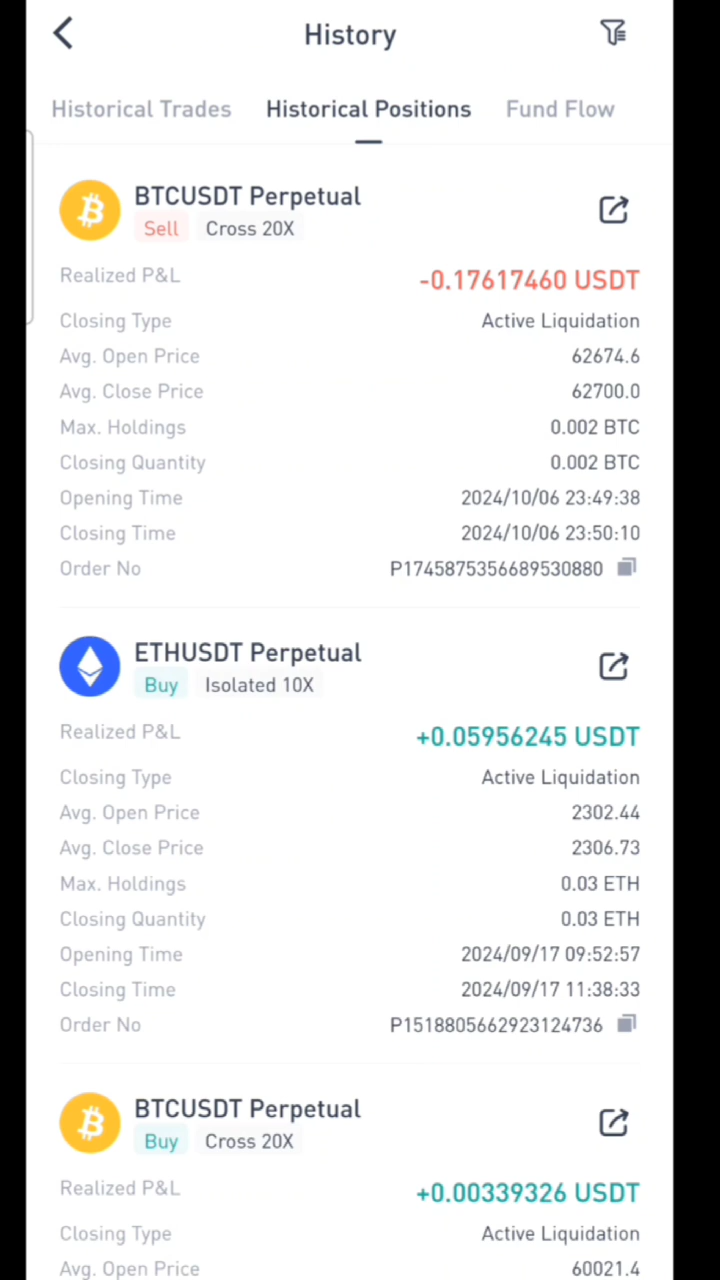 History
Historical Trades Historical Positions Fund Flow
BTCUSDT Perpetual
Sell Cross 20X
Realized P&L -0.17617460 USDT
Closing Type Active Liquidation
Avg. Open Price 62674.6
Avg. Close Price 62700.0
Max. Holdings 0.002 BTC
Closing Quantity 0.002 BTC
Opening Time 2024/10/06 23:49:38
Closing Time 2024/10/06 23:50:10
Order No P1745875356689530880
ETHUSDT Perpetual
Buy Isolated 10X
Realized P&L +0.05956245 USDT
Closing Type Active Liquidation
Avg. Open Price 2302.44
Avg. Close Price 2306.73
Max. Holdings 0.03 ETH
Closing Quantity 0.03 ETH
Opening Time 2024/09/17 09:52:57
Closing Time 2024/09/17 11:38:33
Order No P1518805662923124736
BTCUSDT Perpetual
Buy Cross 20X
Realized P&L +0.00339326 USDT
Closing Type Active Liquidation
Avg. Open Price 60021.4